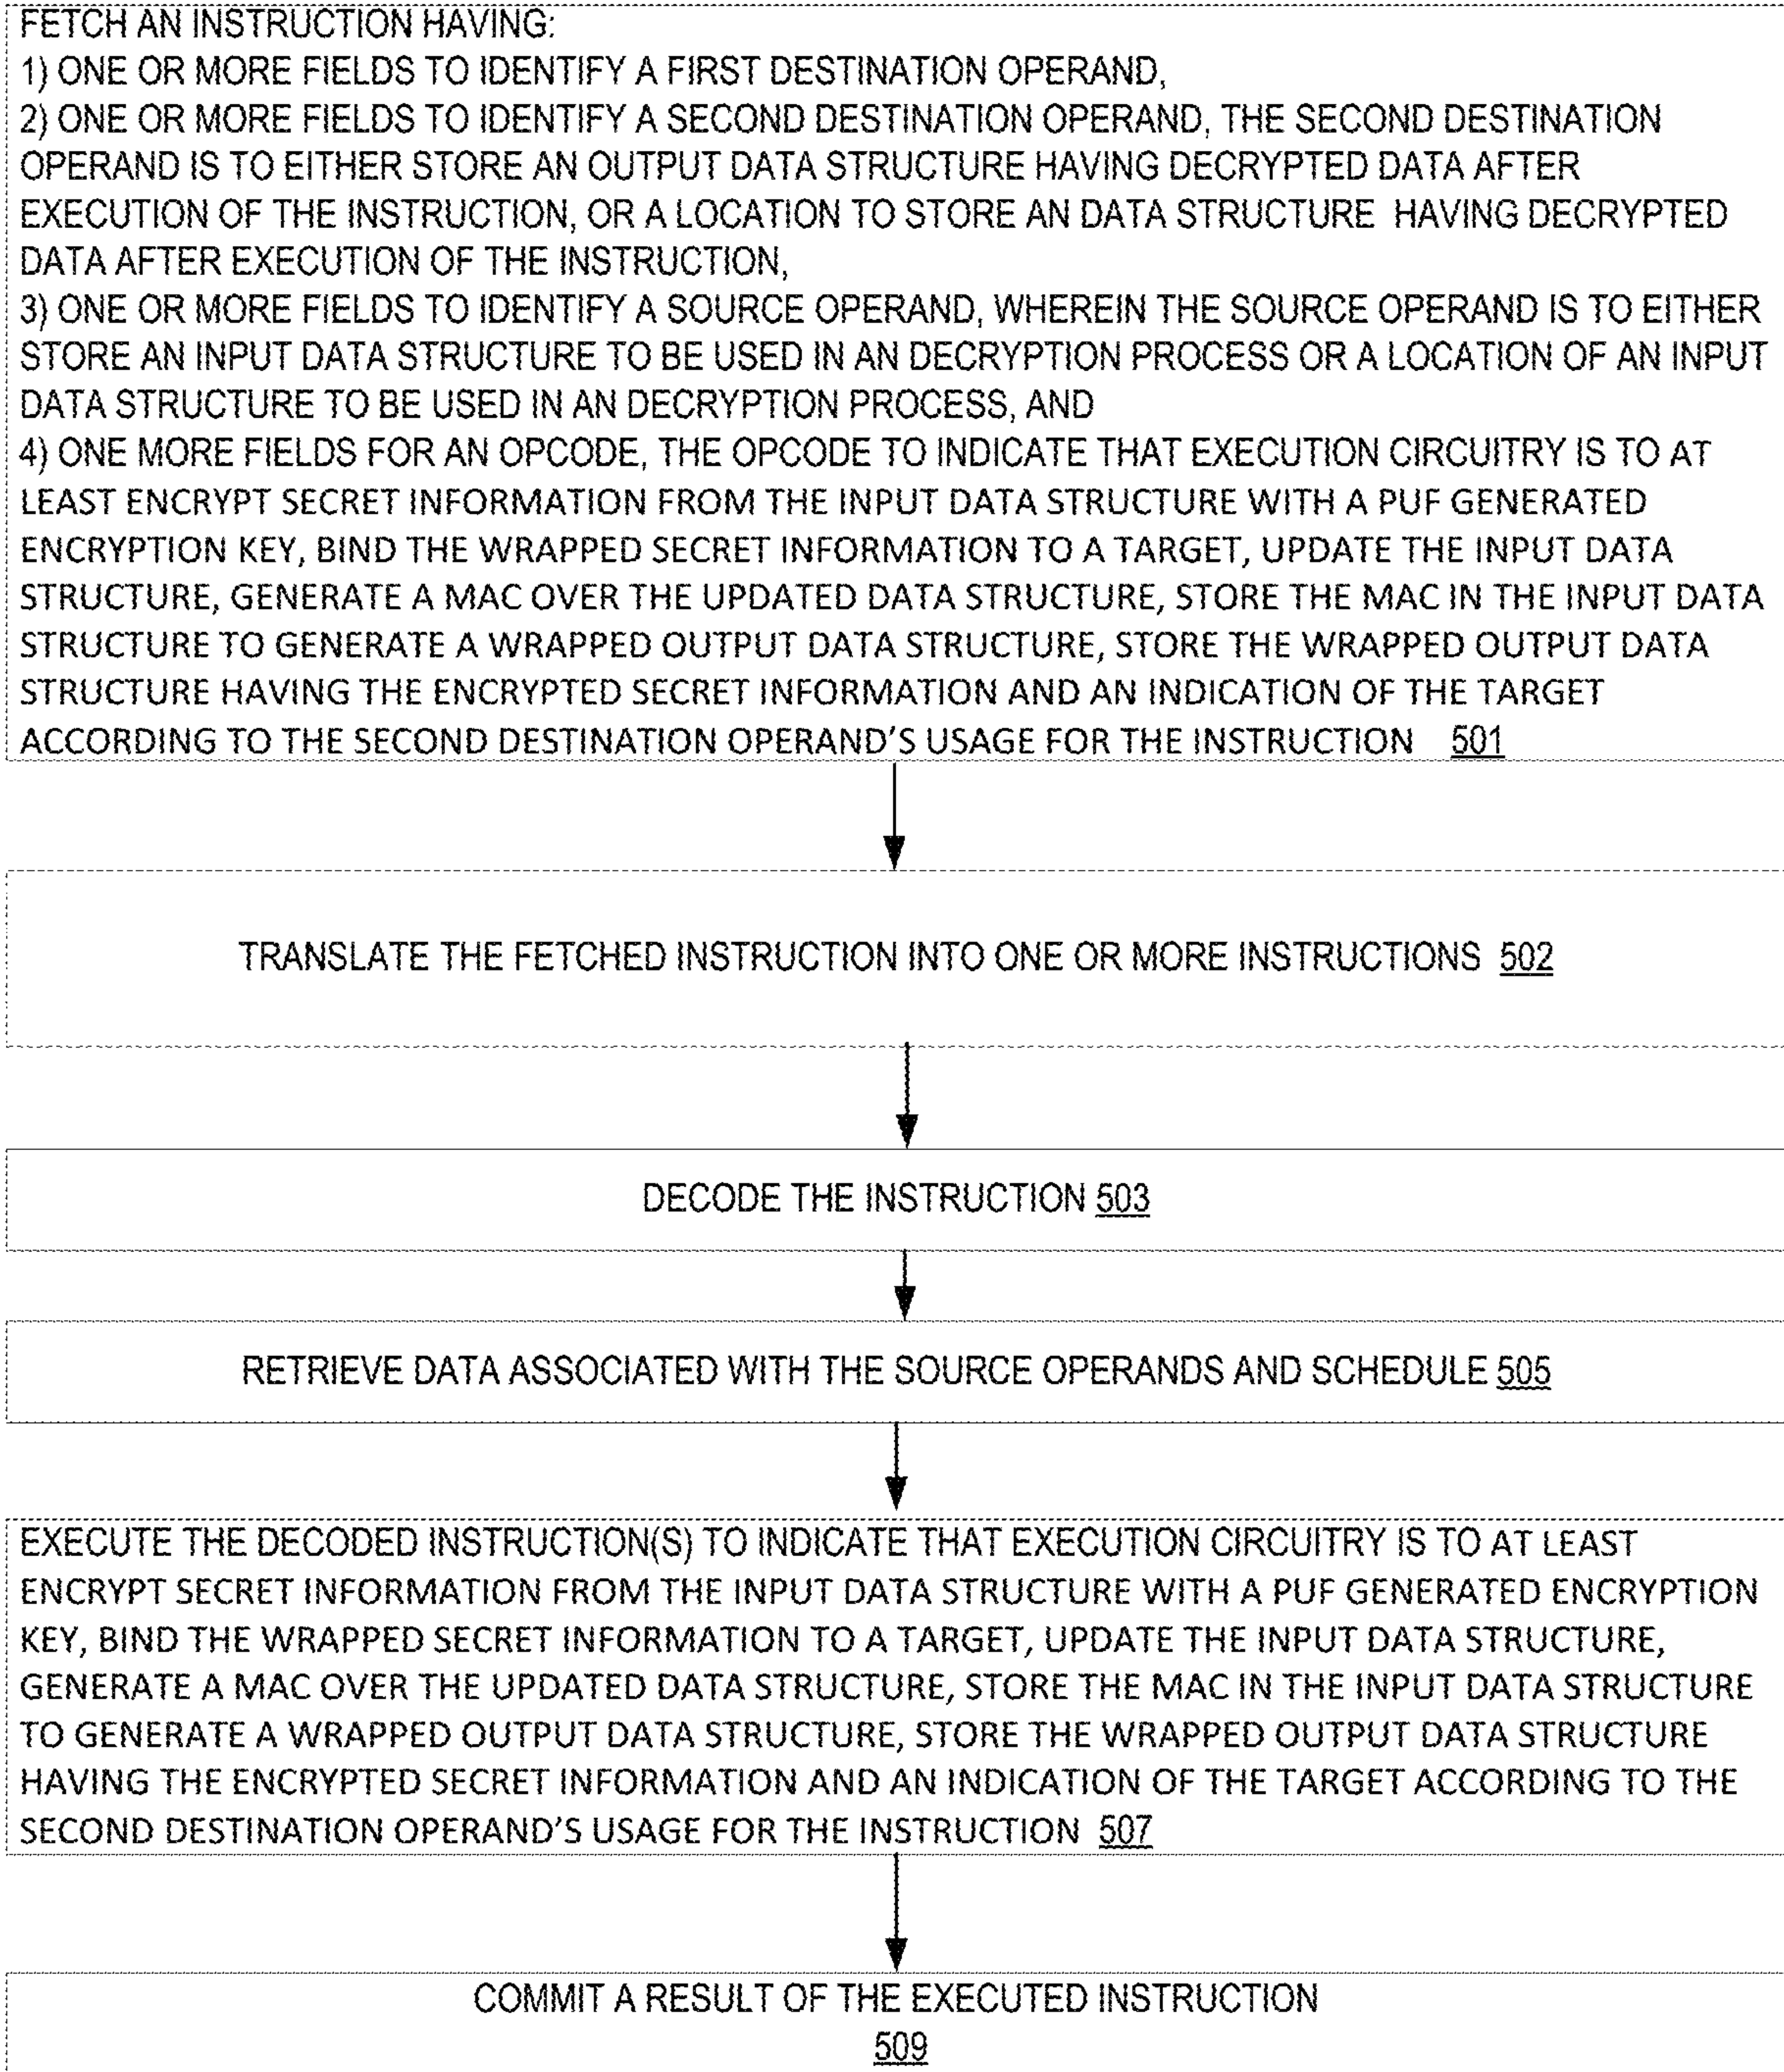 FETCH AN INSTRUCTION HAVING:
1) ONE OR MORE FIELDS TO IDENTIFY A FIRST DESTINATION OPERAND,
2) ONE OR MORE FIELDS TO IDENTIFY A SECOND DESTINATION OPERAND, THE SECOND DESTINATION
OPERAND IS TO EITHER STORE AN OUTPUT DATA STRUCTURE HAVING DECRYPTED DATA AFTER
EXECUTION OF THE INSTRUCTION, OR A LOCATION TO STORE AN DATA STRUCTURE HAVING DECRYPTED
DATA AFTER EXECUTION OF THE INSTRUCTION,
3) ONE OR MORE FIELDS TO IDENTIFY A SOURCE OPERAND, WHEREIN THE SOURCE OPERAND IS TO EITHER
STORE AN INPUT DATA STRUCTURE TO BE USED IN AN DECRYPTION PROCESS OR A LOCATION OF AN INPUT
DATA STRUCTURE TO BE USED IN AN DECRYPTION PROCESS, AND
4) ONE MORE FIELDS FOR AN OPCODE, THE OPCODE TO INDICATE THAT EXECUTION CIRCUITRY IS TO AT
LEAST ENCRYPT SECRET INFORMATION FROM THE INPUT DATA STRUCTURE WITH A PUF GENERATED
ENCRYPTION KEY, BIND THE WRAPPED SECRET INFORMATION TO A TARGET, UPDATE THE INPUT DATA
STRUCTURE, GENERATE A MAC OVER THE UPDATED DATA STRUCTURE, STORE THE MAC IN THE INPUT DATA
STRUCTURE TO GENERATE A WRAPPED OUTPUT DATA STRUCTURE, STORE THE WRAPPED OUTPUT DATA
STRUCTURE HAVING THE ENCRYPTED SECRET INFORMATION AND AN INDICATION OF THE TARGET
ACCORDING TO THE SECOND DESTINATION OPERAND'S USAGE FOR THE INSTRUCTION 501
TRANSLATE THE FETCHED INSTRUCTION INTO ONE OR MORE INSTRUCTIONS 502
DECODE THE INSTRUCTION 503
RETRIEVE DATA ASSOCIATED WITH THE SOURCE OPERANDS AND SCHEDULE 505
EXECUTE THE DECODED INSTRUCTION(S) TO INDICATE THAT EXECUTION CIRCUITRY IS TO AT LEAST
ENCRYPT SECRET INFORMATION FROM THE INPUT DATA STRUCTURE WITH A PUF GENERATED ENCRYPTION
KEY, BIND THE WRAPPED SECRET INFORMATION TO A TARGET, UPDATE THE INPUT DATA STRUCTURE,
GENERATE A MAC OVER THE UPDATED DATA STRUCTURE, STORE THE MAC IN THE INPUT DATA STRUCTURE
TO GENERATE A WRAPPED OUTPUT DATA STRUCTURE, STORE THE WRAPPED OUTPUT DATA STRUCTURE
HAVING THE ENCRYPTED SECRET INFORMATION AND AN INDICATION OF THE TARGET ACCORDING TO THE
SECOND DESTINATION OPERAND'S USAGE FOR THE INSTRUCTION 507
COMMIT A RESULT OF THE EXECUTED INSTRUCTION
509